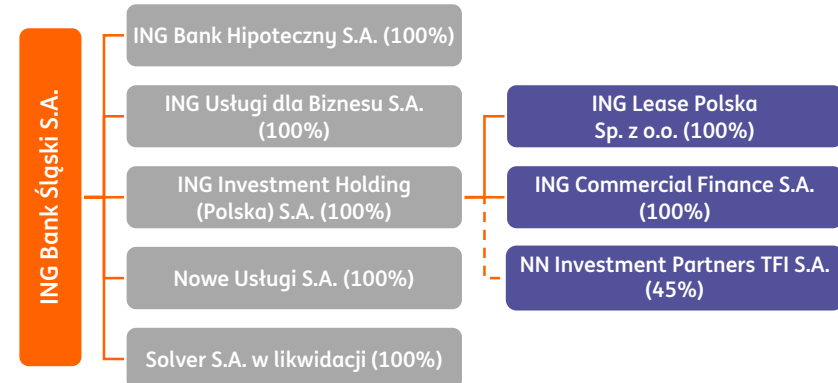 ING Bank Śląski S.A.
ING Bank Hipoteczny S.A. (100%)
ING Usługi dla Biznesu S.A.
(100%)
ING Investment Holding
(Polska) S.A. (100%)
Nowe Usługi S.A. (100%)
Solver S.A. w likwidacji (100%)
ING Lease Polska
Sp. z o.o. (100%)
ING Commercial Finance S.A.
(100%)
NN Investment Partners TFI S.A.
(45%)